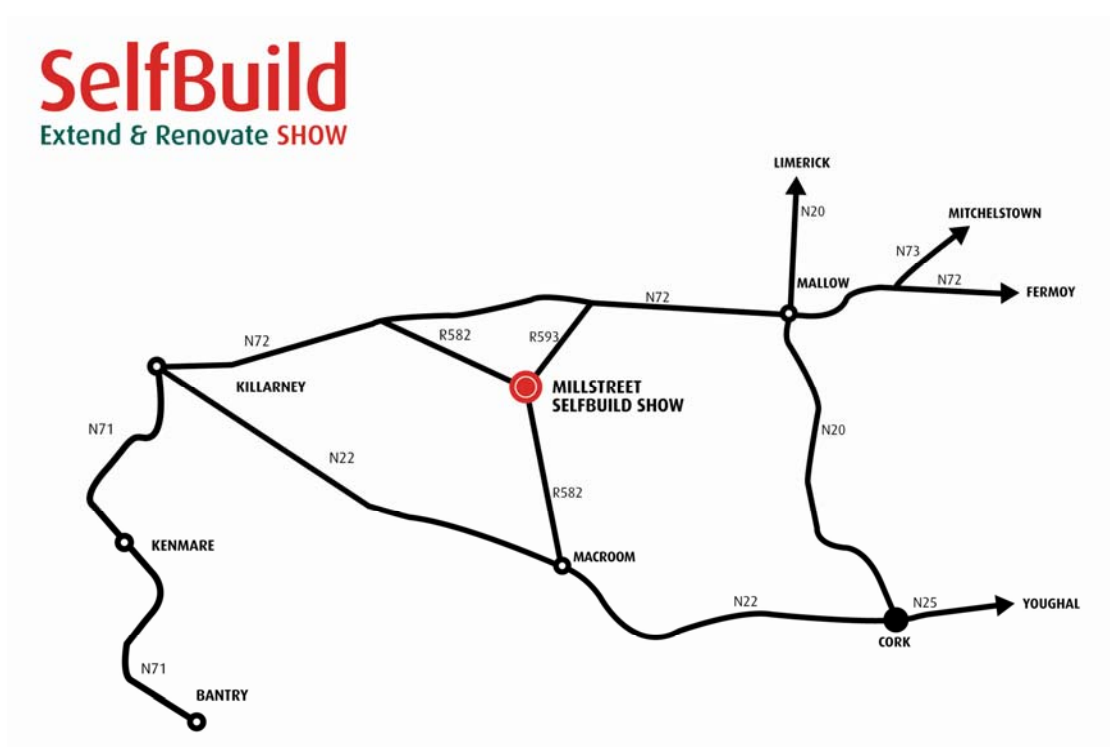 SelfBuild
Extend & Renovate SHOW
LIMERICK
N20
MITCHELSTOWN
N73
N72
FERMOY
MALLOW
N72
R582
R593
N72
KILLARNEY
MILLSTREET
SELFBUILD SHOW
N71
N20
N22
R582
KENMARE
MACROOM
N22
N25
YOUGHAL
CORK
N71
BANTRY